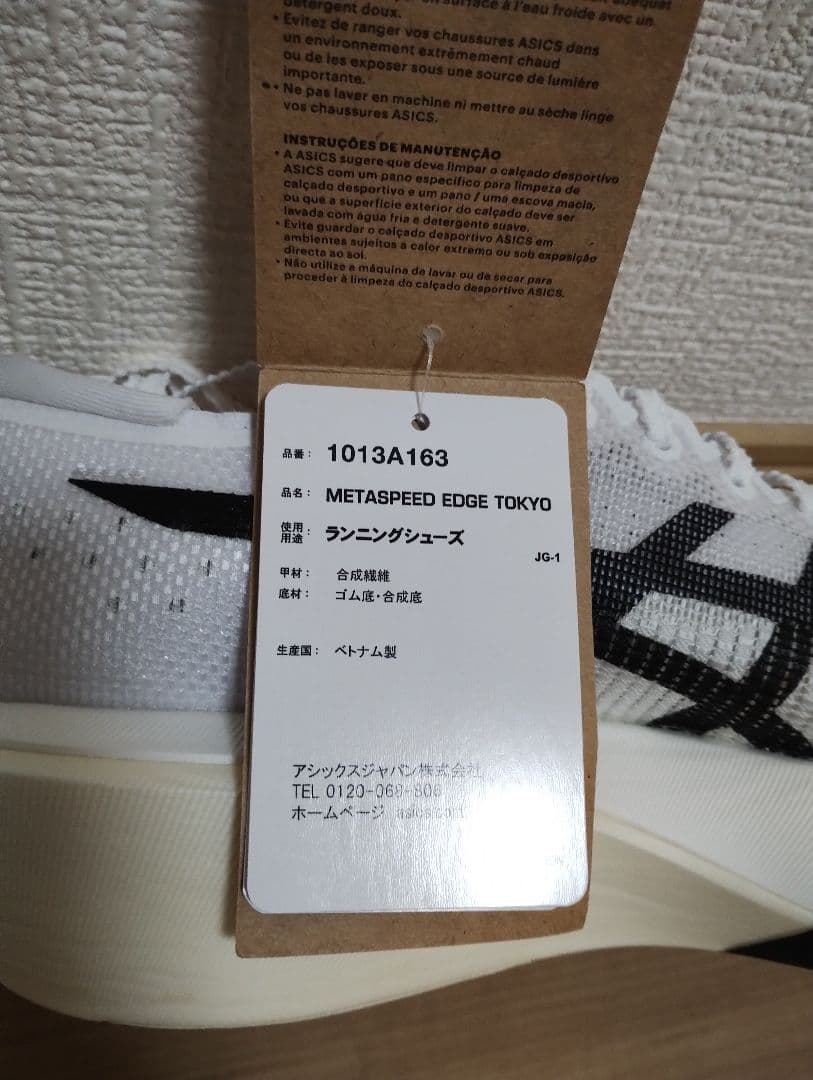 détergent doux.
• Évitez de ranger vos chaussures ASICS dans
un environnement extrêmement chaud
ou de les exposer sous une source de lumière
importante.
• Ne pas laver en machine ni mettre au sèche linge
vos chaussures ASICS.
INSTRUÇÕES DE MANUTENÇÃO
• A ASICS sugere que deve limpar o calçado desportivo
ASICS com um pano específico para limpeza de
calçado desportivo e um pano / uma escova macia,
ou que a superfície exterior do calçado deve ser
lavada com água fria e detergente suave.
• Evite guardar o calçado desportivo ASICS em
ambientes sujeitos a calor extremo ou sob exposição
directa ao sol.
• Não utilize a máquina de lavar ou de secar para
proceder à limpeza do calçado desportivo ASICS.
品番： 1013A163
品名： METASPEED EDGE TOKYO
使用用途： ランニングシューズ
JG-1
甲材： 合成繊維
底材： ゴム底・合成底
生産国： ベトナム製
アシックスジャパン株式会社
TEL 0120-068-806
ホームページ asics.com